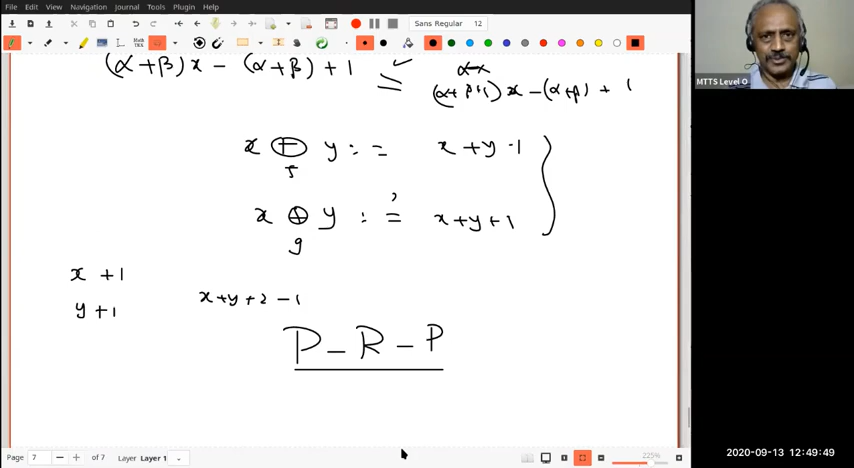 File Edit View Navigation Journal Tools Plugin Help
Sans Regular 12
(α+β)x − (α+β) + 1
(α+β+1)x − (α+β) + 1
x ⊕ y := x + y − 1
5
x ⊕ y := x + y + 1
g
x + 1
y + 1 x + y + 2 − 1
P − R − P
MTTS Level O
Page 7 of 7 Layer Layer 1 225%
2020-09-13 12:49:49